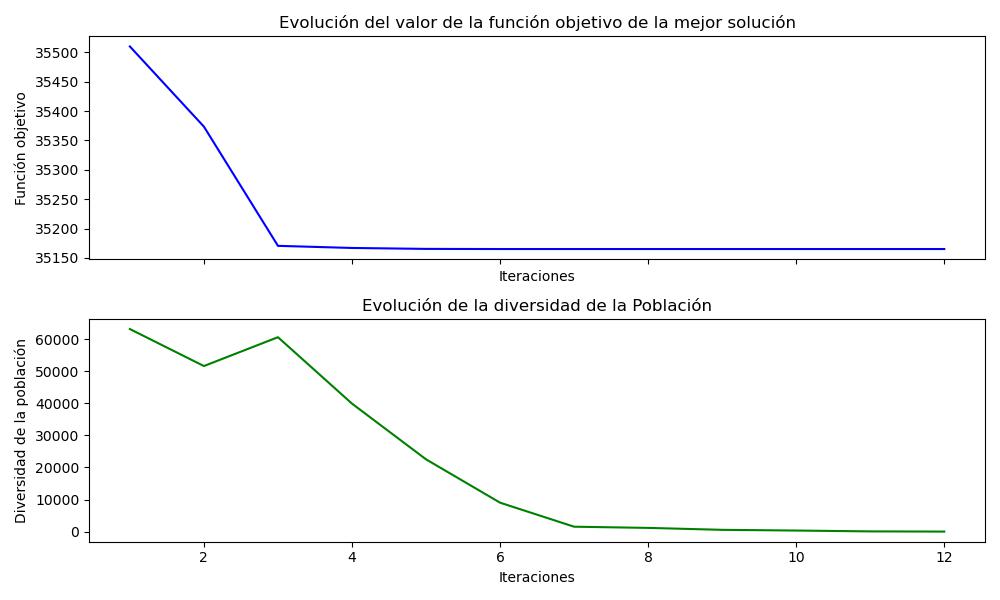 Evolución del valor de la función objetivo de la mejor solución
Función objetivo
35500
35450
35400
35350
35300
35250
35200
35150
Iteraciones
Evolución de la diversidad de la Población
Diversidad de la población
60000
50000
40000
30000
20000
10000
0
2 4 6 8 10 12
Iteraciones